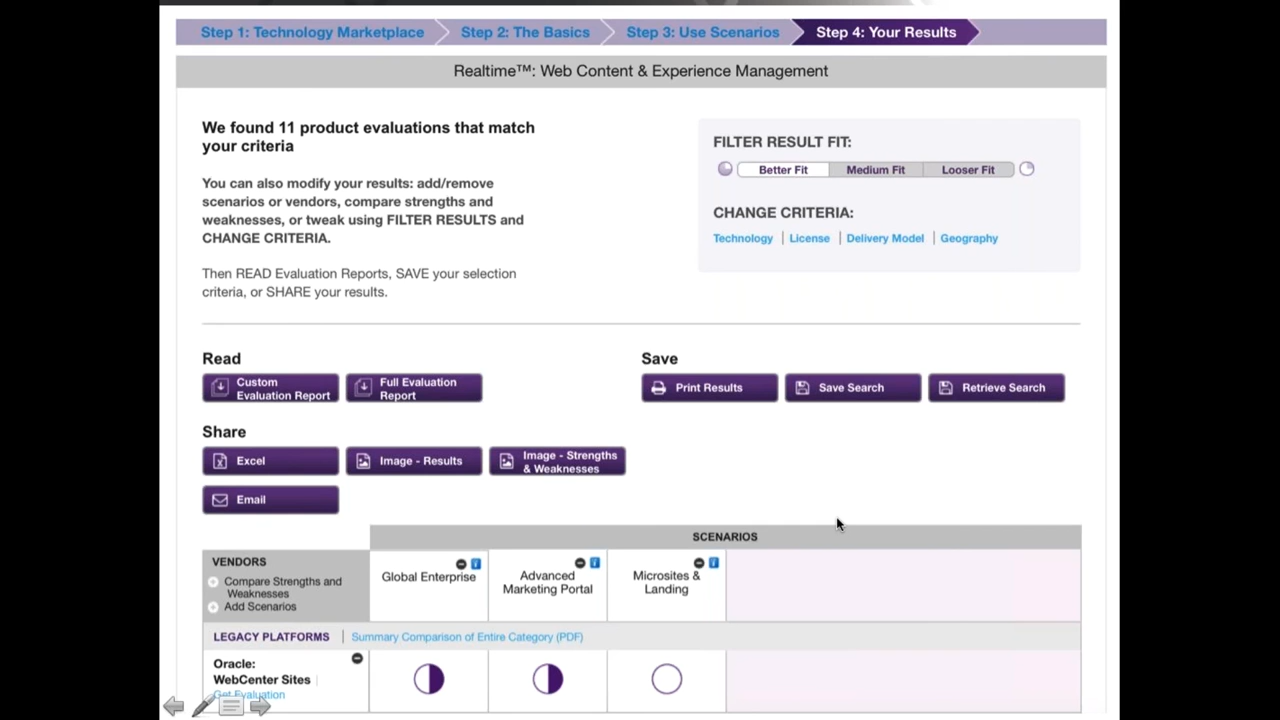 Step 1: Technology Marketplace
Step 2: The Basics
Step 3: Use Scenarios
Step 4: Your Results
Realtime™: Web Content & Experience Management
We found 11 product evaluations that match
your criteria
You can also modify your results: add/remove
scenarios or vendors, compare strengths and
weaknesses, or tweak using FILTER RESULTS and
CHANGE CRITERIA.
Then READ Evaluation Reports, SAVE your selection
criteria, or SHARE your results.
FILTER RESULT FIT:
Better Fit
Medium Fit
Looser Fit
CHANGE CRITERIA:
Technology | License | Delivery Model | Geography
Read
Custom
Evaluation Report
Full Evaluation
Report
Save
Print Results
Save Search
Retrieve Search
Share
Excel
Image - Results
Image - Strengths
& Weaknesses
Email
SCENARIOS
VENDORS
Compare Strengths and
Weaknesses
Add Scenarios
Global Enterprise
Advanced
Marketing Portal
Microsites &
Landing
LEGACY PLATFORMS | Summary Comparison of Entire Category (PDF)
Oracle:
WebCenter Sites
Get Evaluation